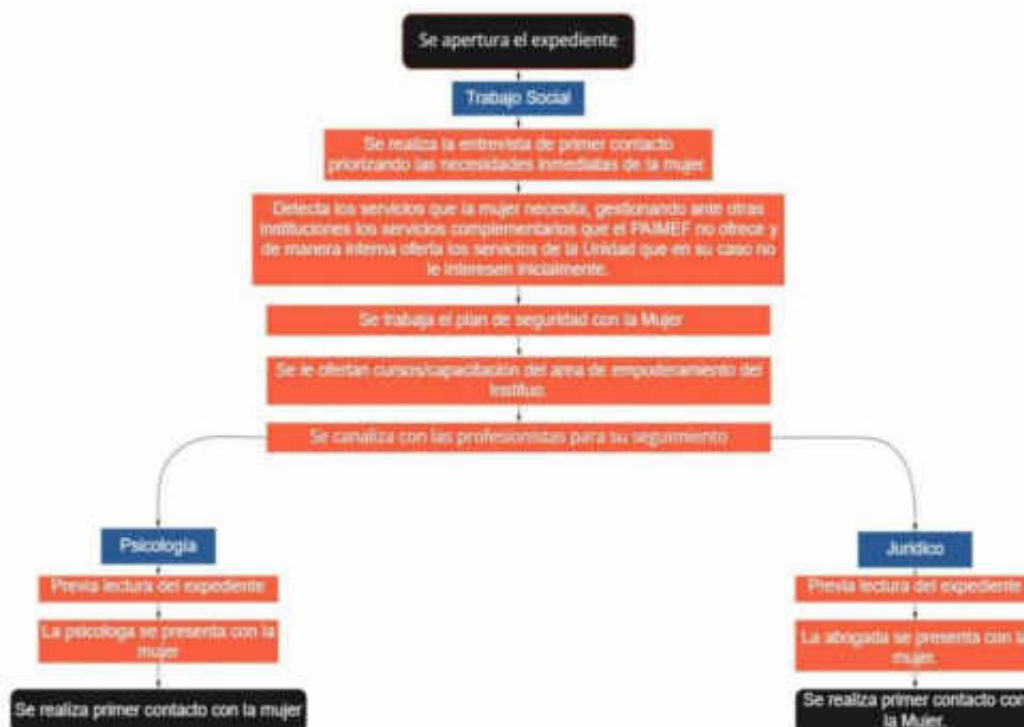 Se apertura el expediente
Trabajo Social
Se realiza la entrevista de primer contacto
priorizando las necesidades inmediatas de la mujer
Detecta los servicios que la mujer necesita, gestionando ante otras
instituciones los servicios complementarios que el PAIMEF no ofrece y
de manera interna oferta los servicios de la Unidad que en su caso no
le interesen inicialmente.
Se trabaja el plan de seguridad con la Mujer
Se le ofertan cursos/capacitación del area de empoderamiento del
Instituo.
Se canaliza con las profesionistas para su seguimiento
Psicología
Previa lectura del expediente
La psicologa se presenta con la
mujer
Se realiza primer contacto con la mujer
Jurídico
Previa lectura del expediente
La abogada se presenta con la
mujer.
Se realiza primer contacto con
la Mujer.